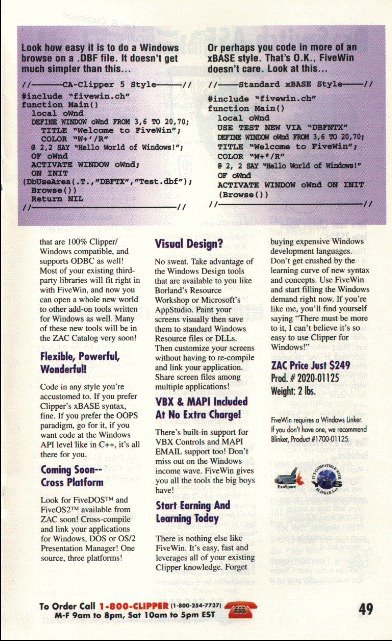 Look how easy it is to do a Windows
browse on a .DBF file. It doesn't get
much simpler than this...
//--------CA-Clipper 5 Style--------//
#include "fivewin.ch"
function Main()
local oWnd
DEFINE WINDOW oWnd FROM 3,6 TO 20,70;
TITLE "Welcome to FiveWin";
COLOR "W+*/R"
@ 2,2 SAY "Hello World of Windows!";
OF oWnd
ACTIVATE WINDOW oWnd;
ON INIT
(DbUseArea(.T.,"DBFTX","Test.dbf");
Browse())
Return NIL
//--------------------------------//
Or perhaps you code in more of an
xBASE style. That's O.K., FiveWin
doesn't care. Look at this...
//-----Standard xBASE Style-----//
#include "fivewin.ch"
function Main()
local oWnd
USE TEST NEW VIA "DBFNTX"
DEFINE WINDOW oWnd FROM 3,6 TO 20,70;
TITLE "Welcome to FiveWin";
COLOR "W+*/R"
@ 2,2 SAY "Hello World of Windows!"
OF oWnd
ACTIVATE WINDOW oWnd ON INIT
(Browse())
//--------------------------------//
that are 100% Clipper/
Windows compatible, and
supports ODBC as well!
Most of your existing third-
party libraries will fit right in
with FiveWin, and now you
can open a whole new world
to other add-on tools written
for Windows as well. Many
of these new tools will be in
the ZAC Catalog very soon!
Flexible, Powerful,
Wonderful!
Code in any style you're
accustomed to. If you prefer
Clipper's xBASE syntax,
fine. If you prefer the OOPS
paradigm, go for it, if you
want code at the Windows
API level like in C++, it's all
there for you.
Coming Soon--
Cross Platform
Look for FiveDOS™ and
FiveOS2™ available from
ZAC soon! Cross-compile
and link your applications
for Windows, DOS or OS/2
Presentation Manager! One
source, three platforms!
Visual Design?
No sweat. Take advantage of
the Windows Design tools
that are available to you like
Borland's Resource
Workshop or Microsoft's
AppStudio. Paint your
screens visually then save
them to standard Windows
Resource files or DLLs.
Then customize your screens
without having to re-compile
and link your application.
Share screen files among
multiple applications!
VBX & MAPI Included
At No Extra Charge!
There's built-in support for
VBX Controls and MAPI
EMAIL support too! Don't
miss out on the Windows
income wave. FiveWin gives
you all the tools the big boys
have!
Start Earning And
Learning Today
There is nothing else like
FiveWin. It's easy, fast and
leverages all of your existing
Clipper knowledge. Forget
buying expensive Windows
development languages.
Don't get crushed by the
learning curve of new syntax
and concepts. Use FiveWin
and start filling the Windows
demand right now. If you're
like me, you'll find yourself
saying "There must be more
to it, I can't believe it's so
easy to use Clipper for
Windows!"
ZAC Price Just $249
Prod. # 2020-01125
Weight: 2 lbs.
FiveWin requires a Windows Linker.
If you don't have one, we recommend
Blinker, Product #1700-01125.
To Order Call 1-800-CLIPPER (1-800-254-7737)
M-F 9am to 8pm, Sat 10am to 5pm EST
49